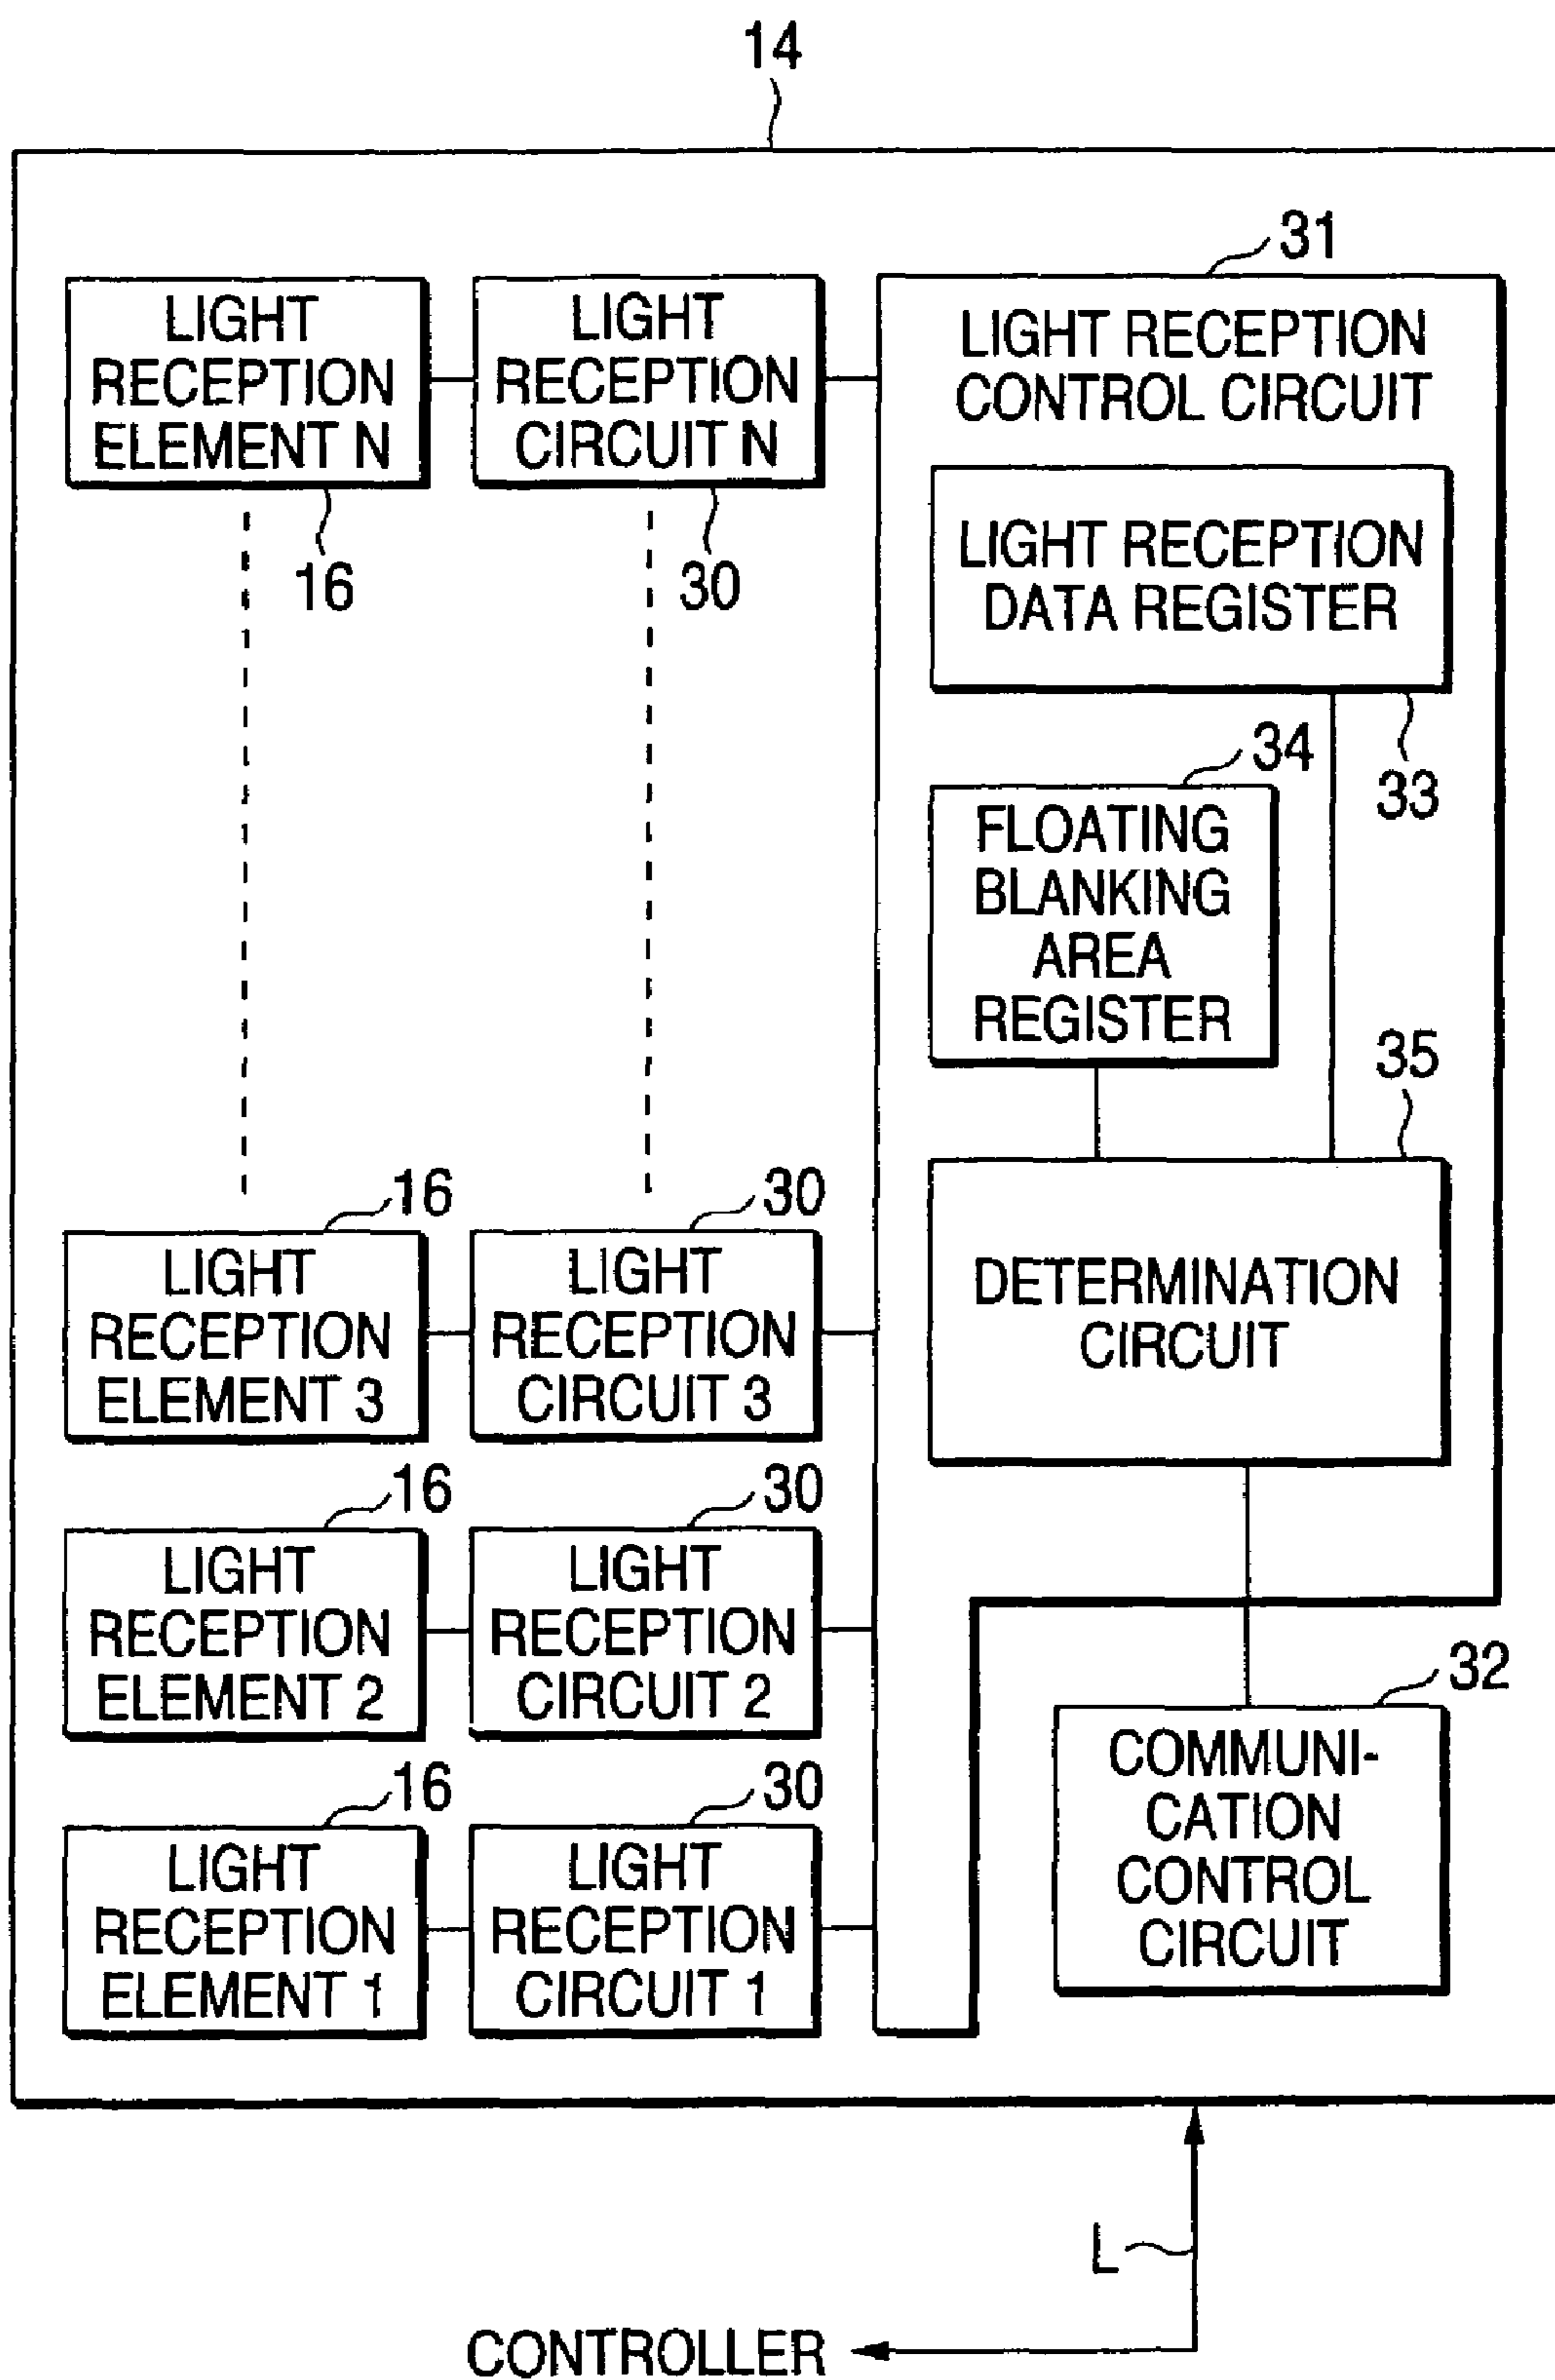 14
31
LIGHT
RECEPTION
ELEMENT N
LIGHT
RECEPTION
CIRCUIT N
LIGHT RECEPTION
CONTROL CIRCUIT
16
30
LIGHT RECEPTION
DATA REGISTER
33
34
FLOATING
BLANKING
AREA
REGISTER
35
16
30
LIGHT
RECEPTION
ELEMENT 3
LIGHT
RECEPTION
CIRCUIT 3
DETERMINATION
CIRCUIT
16
30
LIGHT
RECEPTION
ELEMENT 2
LIGHT
RECEPTION
CIRCUIT 2
32
COMMUNI-
CATION
CONTROL
CIRCUIT
16
30
LIGHT
RECEPTION
ELEMENT 1
LIGHT
RECEPTION
CIRCUIT 1
L
CONTROLLER